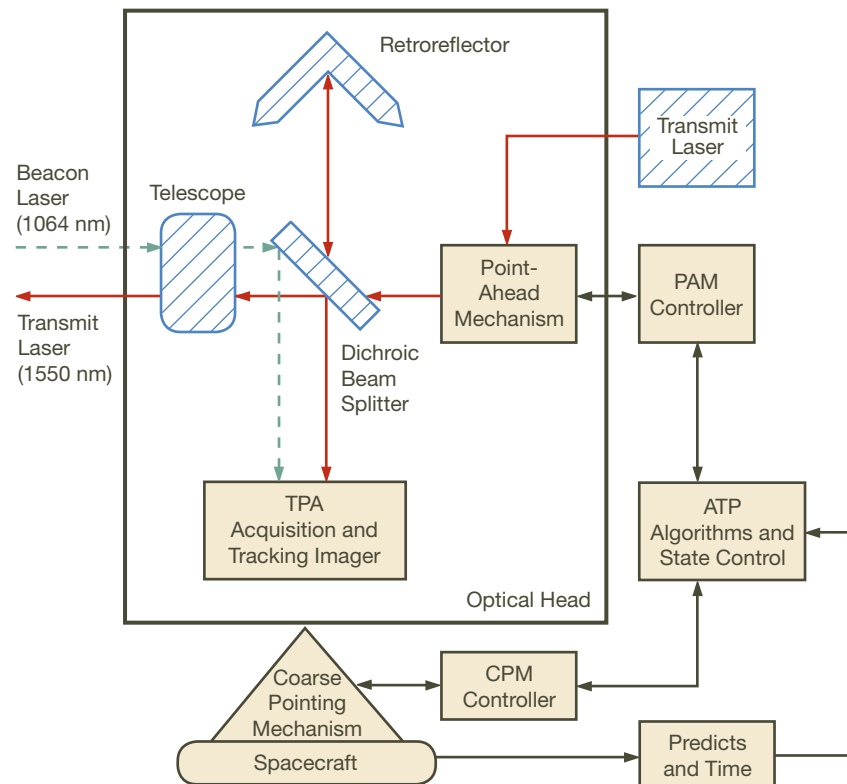 Retroreflector
Transmit
Laser
Beacon
Laser
(1064 nm)
Telescope
Point-
Ahead
Mechanism
PAM
Controller
Transmit
Laser
(1550 nm)
Dichroic
Beam
Splitter
TPA
Acquisition and
Tracking Imager
ATP
Algorithms and
State Control
Optical Head
Coarse
Pointing
Mechanism
CPM
Controller
Spacecraft
Predicts
and Time